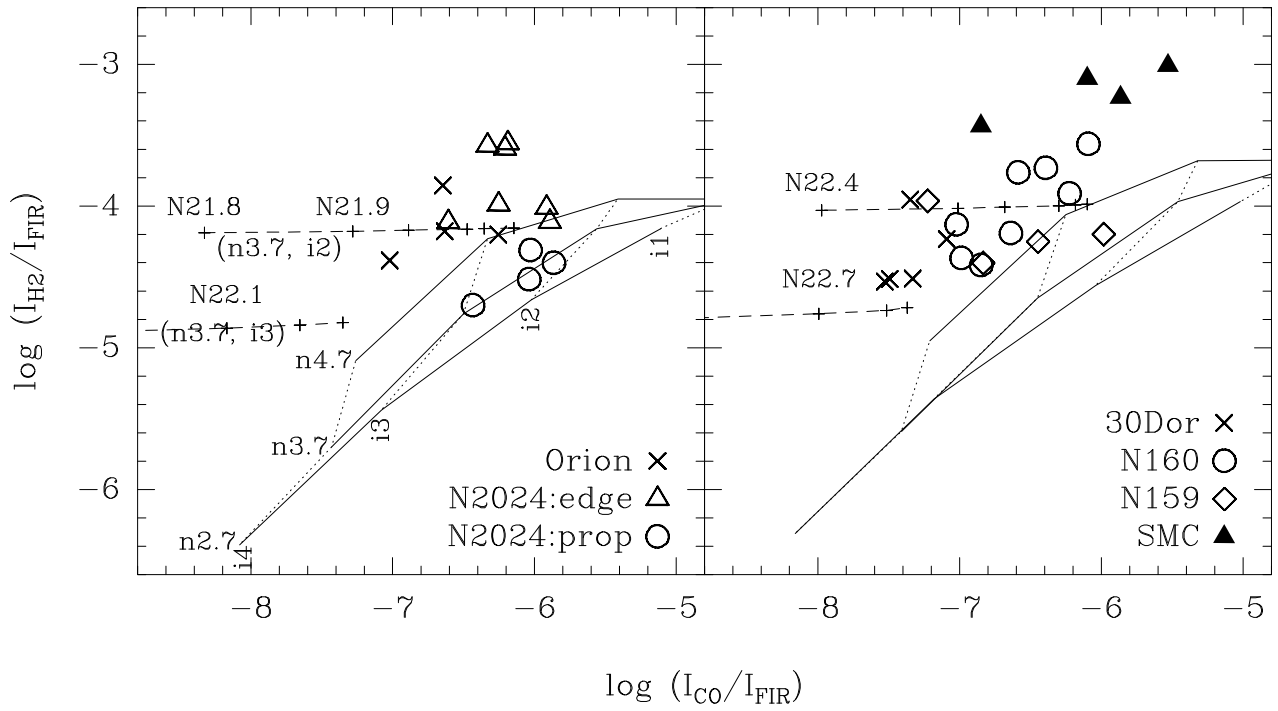 −3
−4
−5
−6
log (I_H2/I_FIR)
N21.8
N21.9
(n3.7, i2)
N22.1
(n3.7, i3)
n4.7
n3.7
n2.7
i4
i3
i2
i1
Orion
N2024:edge
N2024:prop
N22.4
N22.7
30Dor
N160
N159
SMC
−8 −7 −6 −5
−8 −7 −6 −5
log (I_CO/I_FIR)